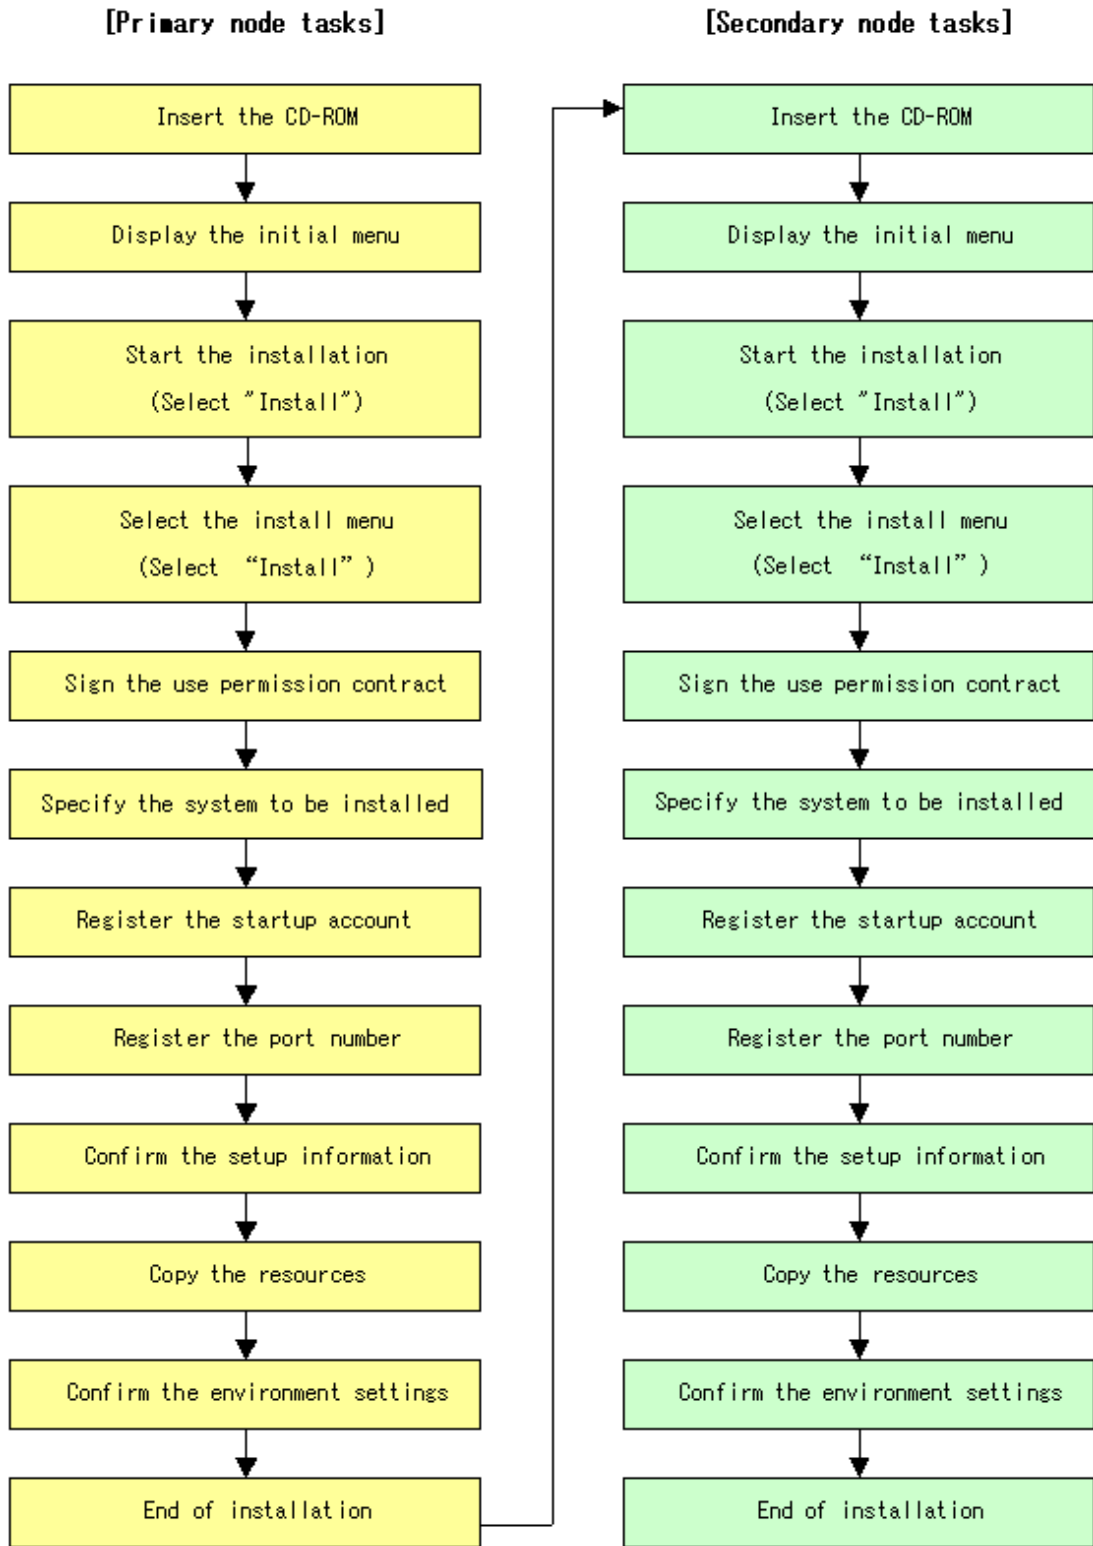 [Primary node tasks]
Insert the CD-ROM
Display the initial menu
Start the installation
(Select "Install")
Select the install menu
(Select “Install” )
Sign the use permission contract
Specify the system to be installed
Register the startup account
Register the port number
Confirm the setup information
Copy the resources
Confirm the environment settings
End of installation
[Secondary node tasks]
Insert the CD-ROM
Display the initial menu
Start the installation
(Select "Install")
Select the install menu
(Select “Install” )
Sign the use permission contract
Specify the system to be installed
Register the startup account
Register the port number
Confirm the setup information
Copy the resources
Confirm the environment settings
End of installation